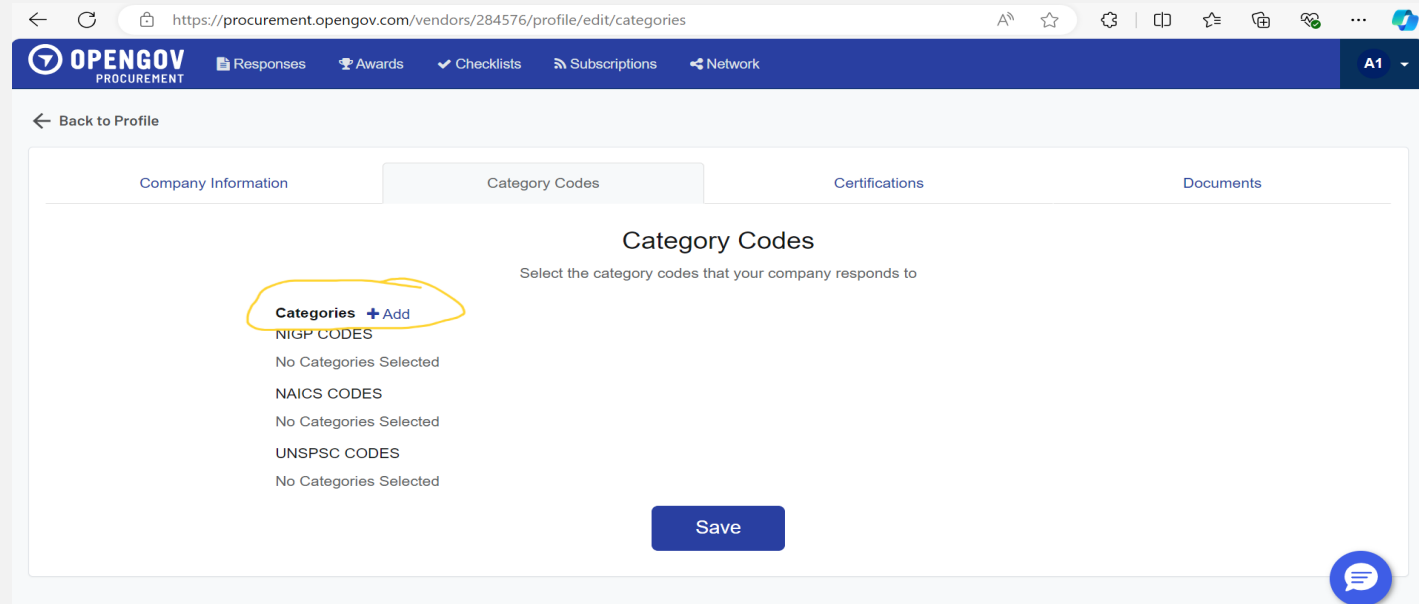 https://procurement.opengov.com/vendors/284576/profile/edit/categories
OPENGOV
PROCUREMENT
Responses Awards Checklists Subscriptions Network A1
Back to Profile
Company Information Category Codes Certifications Documents
Category Codes
Select the category codes that your company responds to
Categories + Add
NIGP CODES
No Categories Selected
NAICS CODES
No Categories Selected
UNSPSC CODES
No Categories Selected
Save